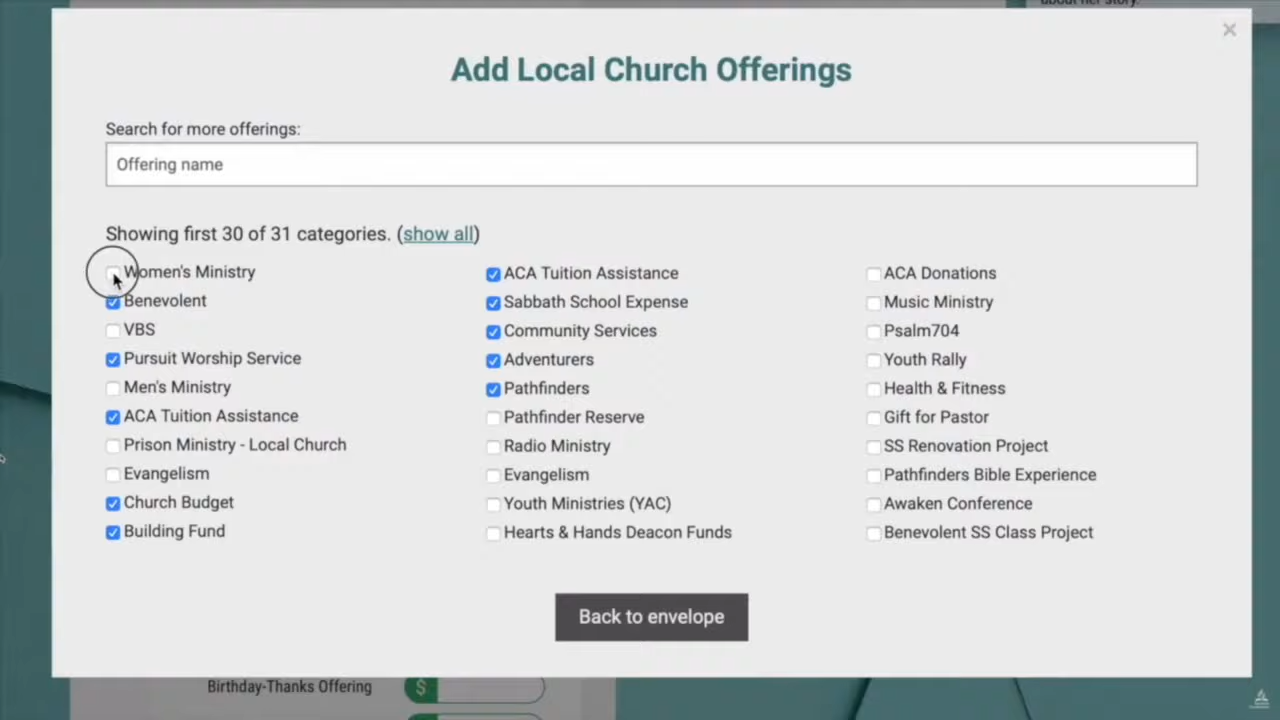 about her story.
×
Add Local Church Offerings
Search for more offerings:
Offering name
Showing first 30 of 31 categories. (show all)
Women's Ministry
Benevolent
VBS
Pursuit Worship Service
Men's Ministry
ACA Tuition Assistance
Prison Ministry - Local Church
Evangelism
Church Budget
Building Fund
ACA Tuition Assistance
Sabbath School Expense
Community Services
Adventurers
Pathfinders
Pathfinder Reserve
Radio Ministry
Evangelism
Youth Ministries (YAC)
Hearts & Hands Deacon Funds
ACA Donations
Music Ministry
Psalm704
Youth Rally
Health & Fitness
Gift for Pastor
SS Renovation Project
Pathfinders Bible Experience
Awaken Conference
Benevolent SS Class Project
Back to envelope
Birthday-Thanks Offering
$